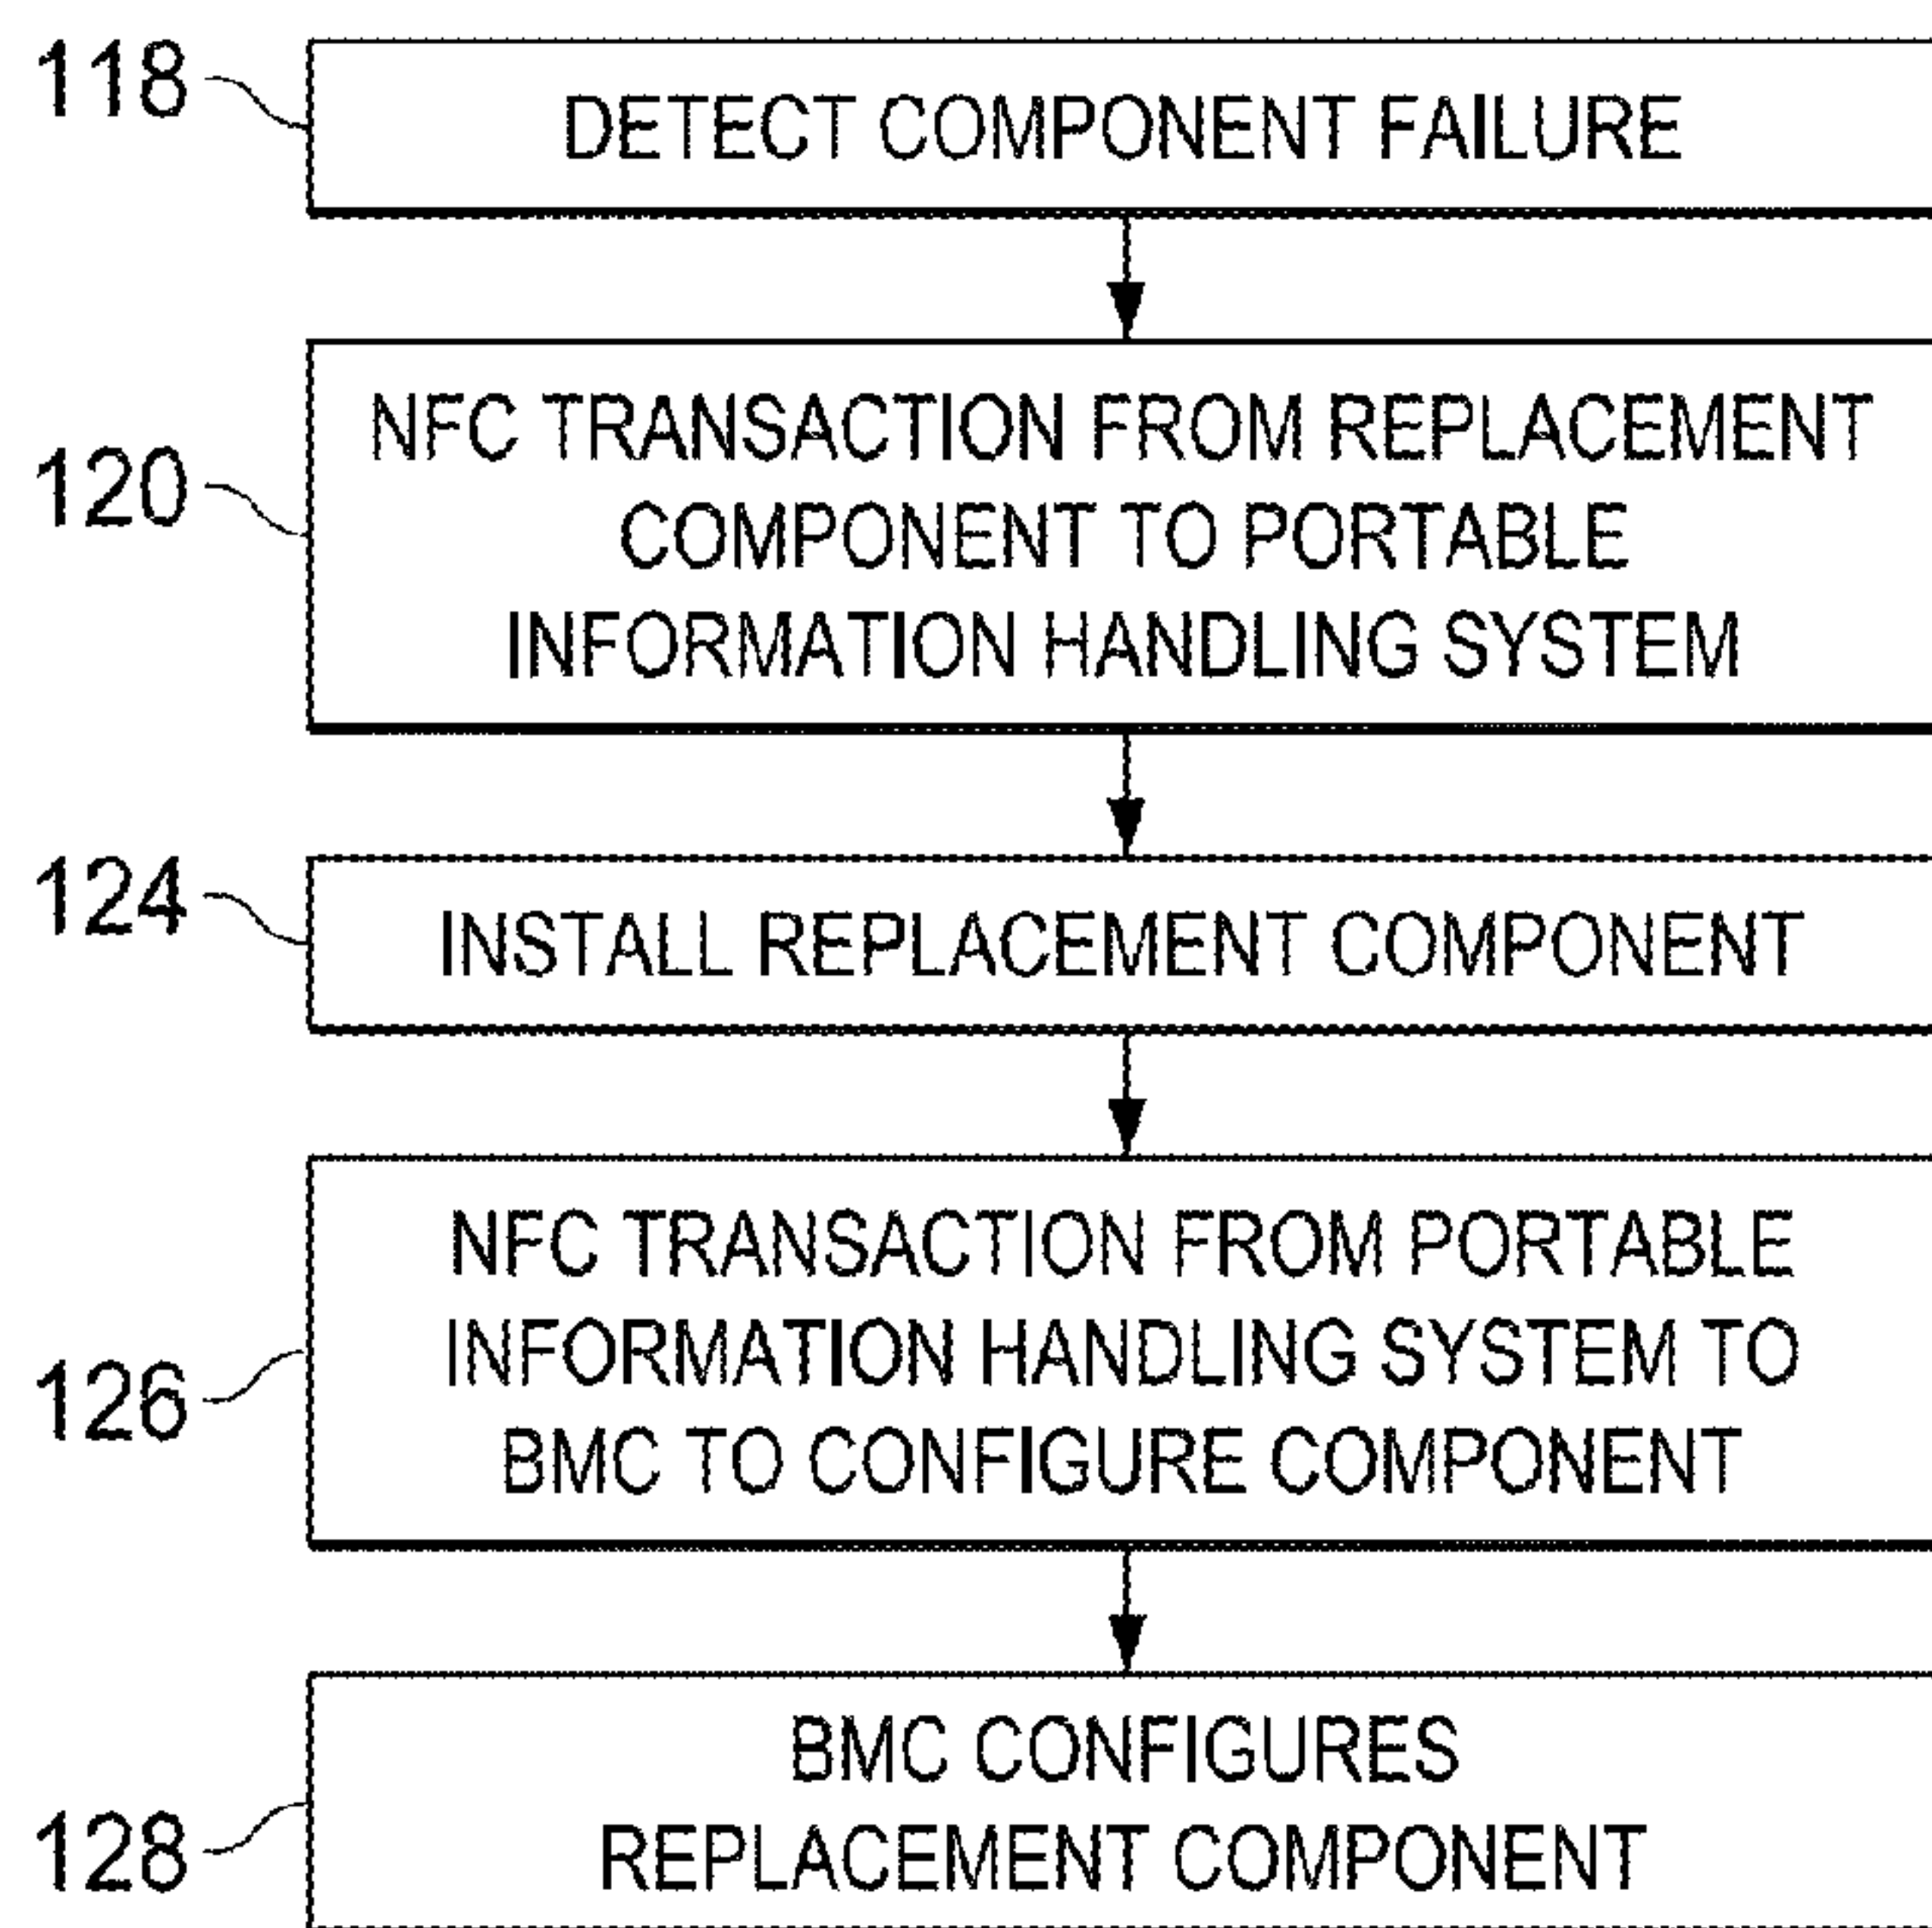 118
DETECT COMPONENT FAILURE
120
NFC TRANSACTION FROM REPLACEMENT
COMPONENT TO PORTABLE
INFORMATION HANDLING SYSTEM
124
INSTALL REPLACEMENT COMPONENT
126
NFC TRANSACTION FROM PORTABLE
INFORMATION HANDLING SYSTEM TO
BMC TO CONFIGURE COMPONENT
128
BMC CONFIGURES
REPLACEMENT COMPONENT